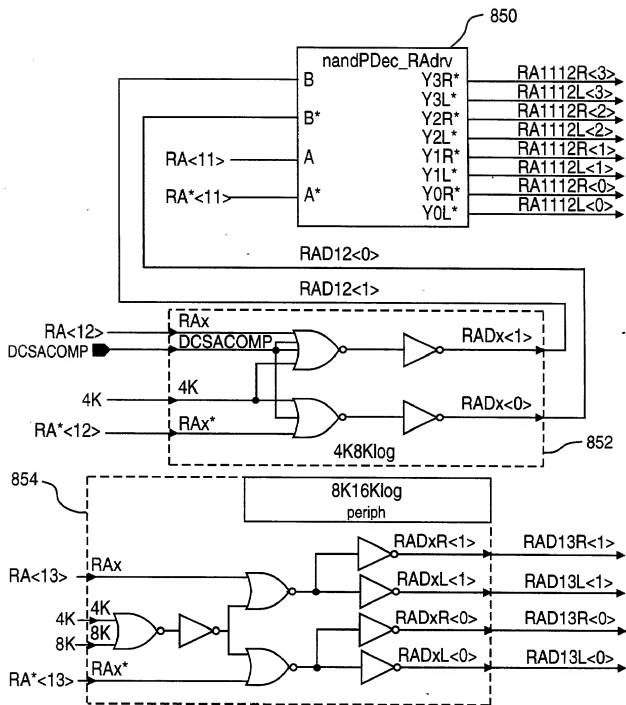 850
nandPDec_RAdrv
B
Y3R*
RA1112R<3>
Y3L*
RA1112L<3>
B*
Y2R*
RA1112R<2>
Y2L*
RA1112L<2>
RA<11>
A
Y1R*
RA1112R<1>
Y1L*
RA1112L<1>
RA*<11>
A*
Y0R*
RA1112R<0>
Y0L*
RA1112L<0>
RAD12<0>
RAD12<1>
RA<12>
RAx
DCSACOMP
DCSACOMP
RADx<1>
4K
4K
RADx<0>
RA*<12>
RAx*
4K8Klog
852
854
8K16Klog
periph
RADxR<1>
RAD13R<1>
RA<13>
RAx
RADxL<1>
RAD13L<1>
4K
4K
RADxR<0>
RAD13R<0>
8K
8K
RADxL<0>
RAD13L<0>
RA*<13>
RAx*